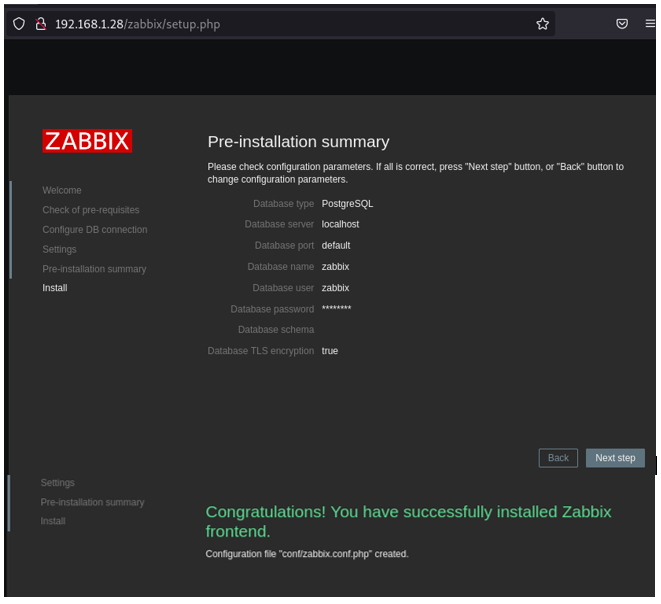 192.168.1.28/zabbix/setup.php
ZABBIX
Welcome
Check of pre-requisites
Configure DB connection
Settings
Pre-installation summary
Install
Pre-installation summary
Please check configuration parameters. If all is correct, press "Next step" button, or "Back" button to
change configuration parameters.
Database type PostgreSQL
Database server localhost
Database port default
Database name zabbix
Database user zabbix
Database password ********
Database schema
Database TLS encryption true
Back Next step
Settings
Pre-installation summary
Install
Congratulations! You have successfully installed Zabbix
frontend.
Configuration file "conf/zabbix.conf.php" created.